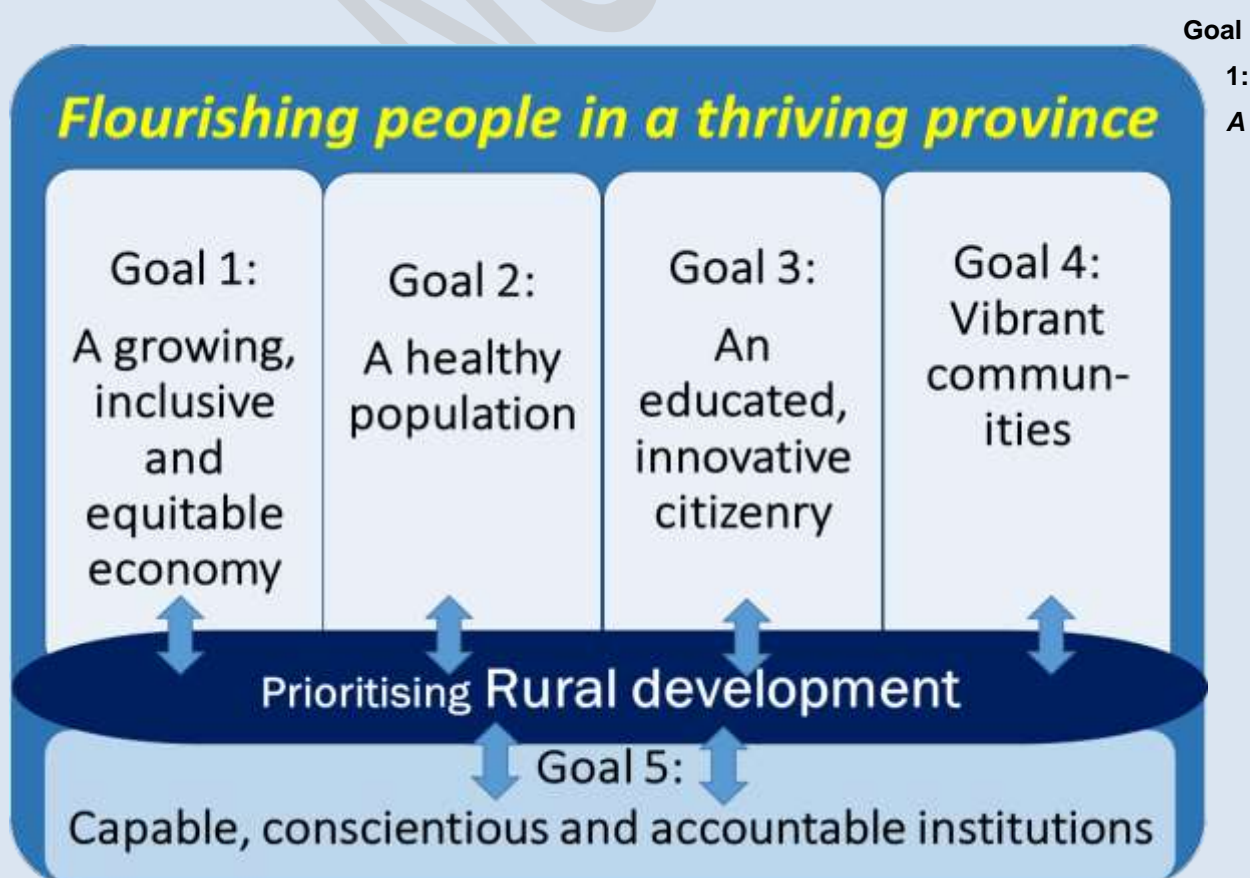 Goal
1:
A
Flourishing people in a thriving province
Goal 1:
A growing,
inclusive
and
equitable
economy
Goal 2:
A healthy
population
Goal 3:
An
educated,
innovative
citizenry
Goal 4:
Vibrant
commun-
ities
Prioritising Rural development
Goal 5:
Capable, conscientious and accountable institutions